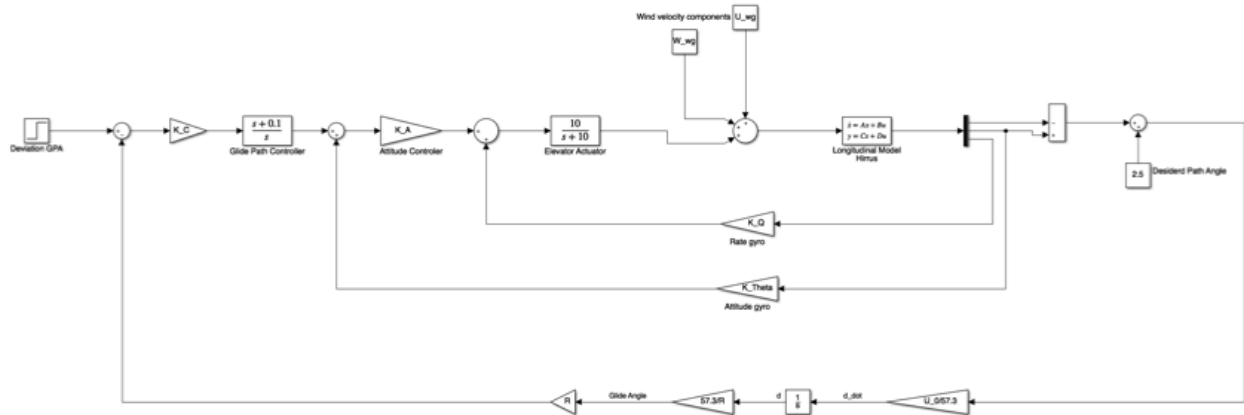 Wind velocity components
U_wg
W_wg
Deviation GPA
K_C
s + 0.1
s
Glide Path Controller
K_A
Attitude Controler
10
s + 10
Elevator Actuator
ẋ = Ax + Bu
y = Cx + Du
Longitudinal Model
Hirrus
2.5
Desiderd Path Angle
K_Q
Rate gyro
K_Theta
Attitude gyro
R
Glide Angle
57.3/R
d
1
s
d_dot
U_0/57.3